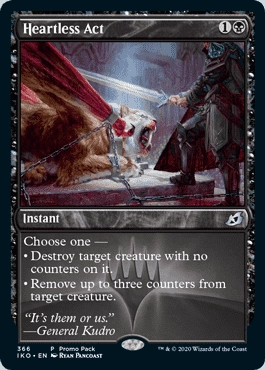 Heartless Act 1
Instant
Choose one —
• Destroy target creature with no
counters on it.
• Remove up to three counters from
target creature.
“It’s them or us.”
—General Kudro
366 P Promo Pack
IKO • EN Ryan Pancoast
™ & © 2020 Wizards of the Coast